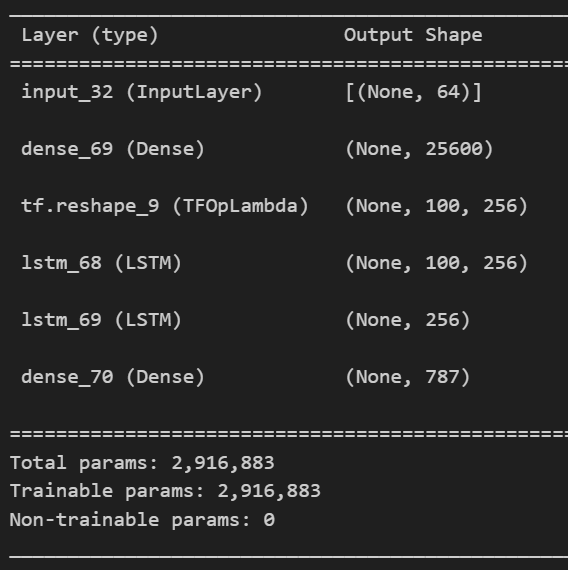 Layer (type) Output Shape
input_32 (InputLayer) [(None, 64)]
dense_69 (Dense) (None, 25600)
tf.reshape_9 (TFOpLambda) (None, 100, 256)
lstm_68 (LSTM) (None, 100, 256)
lstm_69 (LSTM) (None, 256)
dense_70 (Dense) (None, 787)
Total params: 2,916,883
Trainable params: 2,916,883
Non-trainable params: 0